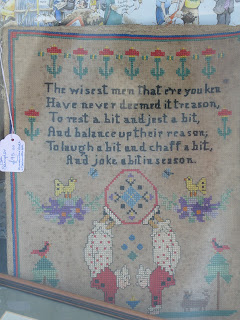 The wisest men that e're you ken
Have never deemed it treason,
To rest a bit and jest a bit,
And balance up their reason;
To laugh a bit and chaff a bit,
And joke a bit in season.